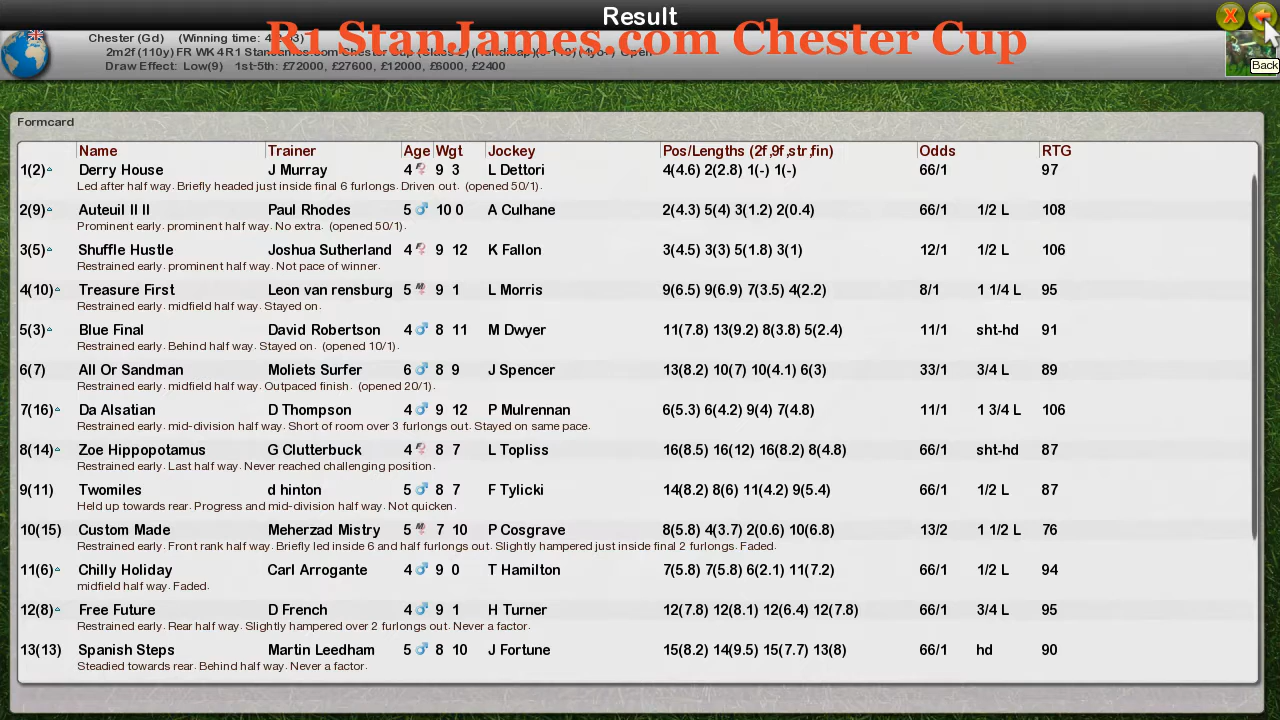 Result
R1 StanJames.com Chester Cup
Chester (Gd) (Winning time:
2m2f (110y) FR WK 4 R1 StanJames.com Chester Cup (Class 2) (Handicap) Open
Draw Effect: Low(9) 1st-5th: £72000, £27600, £12000, £6000, £2400
Back
Formcard
Name Trainer Age Wgt Jockey Pos/Lengths (2f,9f,str,fin) Odds RTG
1(2) Derry House J Murray 4 9 3 L Dettori 4(4.6) 2(2.8) 1(-) 1(-) 66/1 97
Led after half way. Briefly headed just inside final 6 furlongs. Driven out. (opened 50/1).
2(9) Auteuil II II Paul Rhodes 5 10 0 A Culhane 2(4.3) 5(4) 3(1.2) 2(0.4) 66/1 1/2 L 108
Prominent early. prominent half way. No extra. (opened 50/1).
3(5) Shuffle Hustle Joshua Sutherland 4 9 12 K Fallon 3(4.5) 3(3) 5(1.8) 3(1) 12/1 1/2 L 106
Restrained early. prominent half way. Not pace of winner.
4(10) Treasure First Leon van rensburg 5 9 1 L Morris 9(6.5) 9(6.9) 7(3.5) 4(2.2) 8/1 1 1/4 L 95
Restrained early. midfield half way. Stayed on.
5(3) Blue Final David Robertson 4 8 11 M Dwyer 11(7.8) 13(9.2) 8(3.8) 5(2.4) 11/1 sht-hd 91
Restrained early. Behind half way. Stayed on. (opened 10/1).
6(7) All Or Sandman Moliets Surfer 6 8 9 J Spencer 13(8.2) 10(7) 10(4.1) 6(3) 33/1 3/4 L 89
Restrained early. midfield half way. Outpaced finish. (opened 20/1).
7(16) Da Alsatian D Thompson 4 9 12 P Mulrennan 6(5.3) 6(4.2) 9(4) 7(4.8) 11/1 1 3/4 L 106
Restrained early. mid-division half way. Short of room over 3 furlongs out. Stayed on same pace.
8(14) Zoe Hippopotamus G Clutterbuck 4 8 7 L Topliss 16(8.5) 16(12) 16(8.2) 8(4.8) 66/1 sht-hd 87
Restrained early. Last half way. Never reached challenging position.
9(11) Twomiles d hinton 5 8 7 F Tylicki 14(8.2) 8(6) 11(4.2) 9(5.4) 66/1 1/2 L 87
Held up towards rear. Progress and mid-division half way. Not quicken.
10(15) Custom Made Meherzad Mistry 5 7 10 P Cosgrave 8(5.8) 4(3.7) 2(0.6) 10(6.8) 13/2 1 1/2 L 76
Restrained early. Front rank half way. Briefly led inside 6 and half furlongs out. Slightly hampered just inside final 2 furlongs. Faded.
11(6) Chilly Holiday Carl Arrogante 4 9 0 T Hamilton 7(5.8) 7(5.8) 6(2.1) 11(7.2) 66/1 1/2 L 94
midfield half way. Faded.
12(8) Free Future D French 4 9 1 H Turner 12(7.8) 12(8.1) 12(6.4) 12(7.8) 66/1 3/4 L 95
Restrained early. Rear half way. Slightly hampered over 2 furlongs out. Never a factor.
13(13) Spanish Steps Martin Leedham 5 8 10 J Fortune 15(8.2) 14(9.5) 15(7.7) 13(8) 66/1 hd 90
Steadied towards rear. Behind half way. Never a factor.